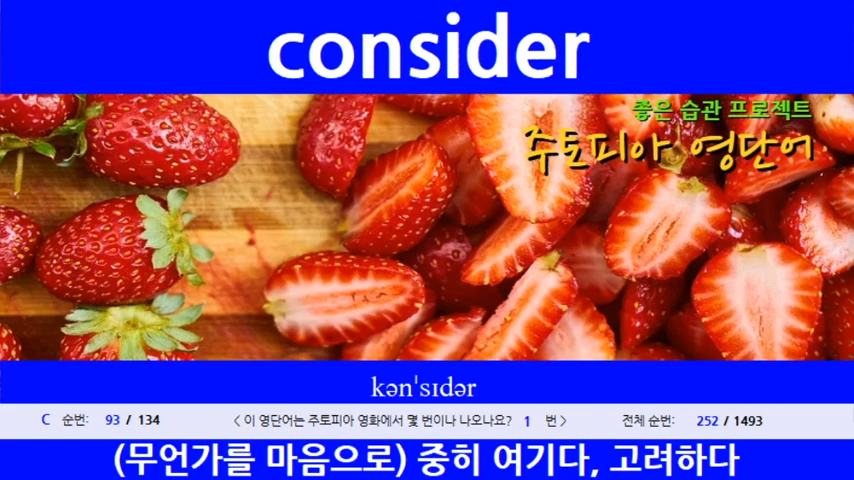 consider
좋은 습관 프로젝트
주토피아 영단어
kənˈsɪdər
C 순번: 93 / 134 < 이 영단어는 주토피아 영화에서 몇 번이나 나오나요? 1 번 > 전체 순번: 252 / 1493
(무언가를 마음으로) 중히 여기다, 고려하다